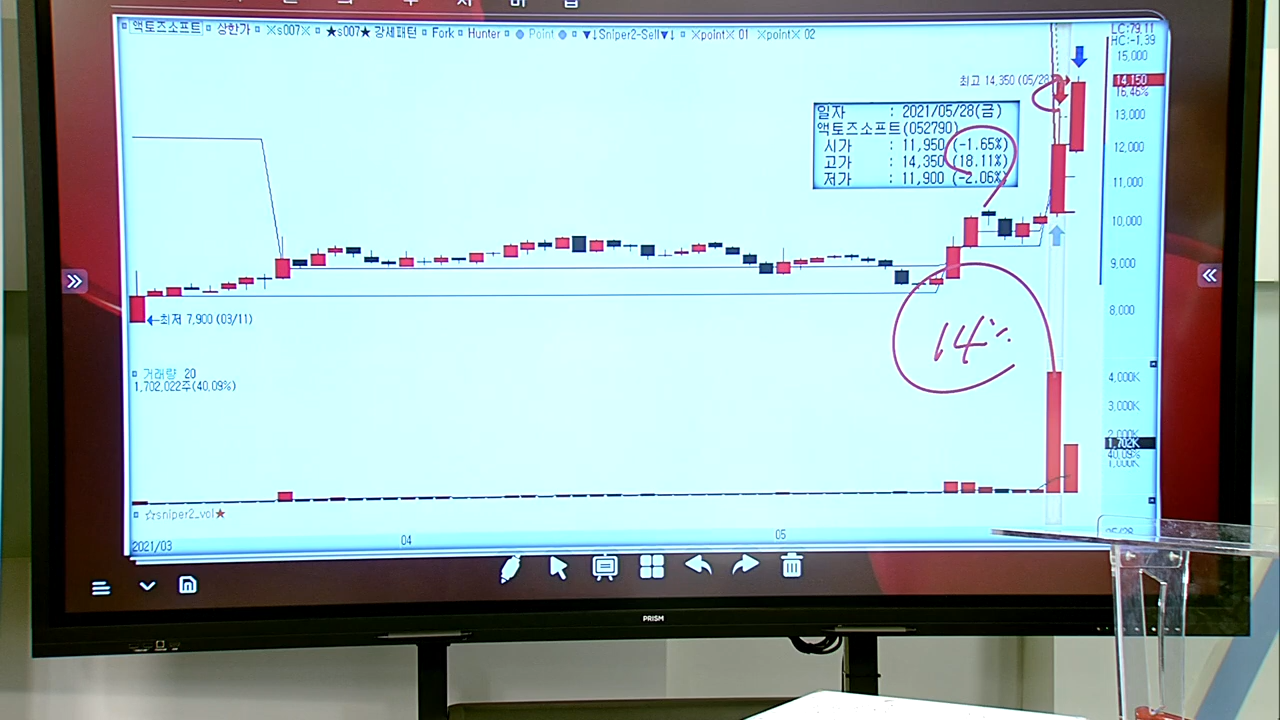 액토즈소프트 상한가 ×s007× ★s007★ 강세패턴 Fork Hunter Point ▼↓Sniper2-Sell▼↓ ×point× 01 ×point× 02
LC:79.11
HC:-1.39
15,000
최고 14,350 (05/28)
14,150
16.46%
13,000
12,000
11,000
10,000
9,000
8,000
일자 : 2021/05/28(금)
액토즈소프트(052790)
시가 : 11,950 (-1.65%)
고가 : 14,350 (18.11%)
저가 : 11,900 (-2.06%)
←최저 7,900 (03/11)
14%
거래량 20
1,702,022주(40.09%)
4,000K
3,000K
2,000K
1,702K
40.09%
1,000K
☆sniper2_vol★
2021/03
04
05
05/28
PRISM